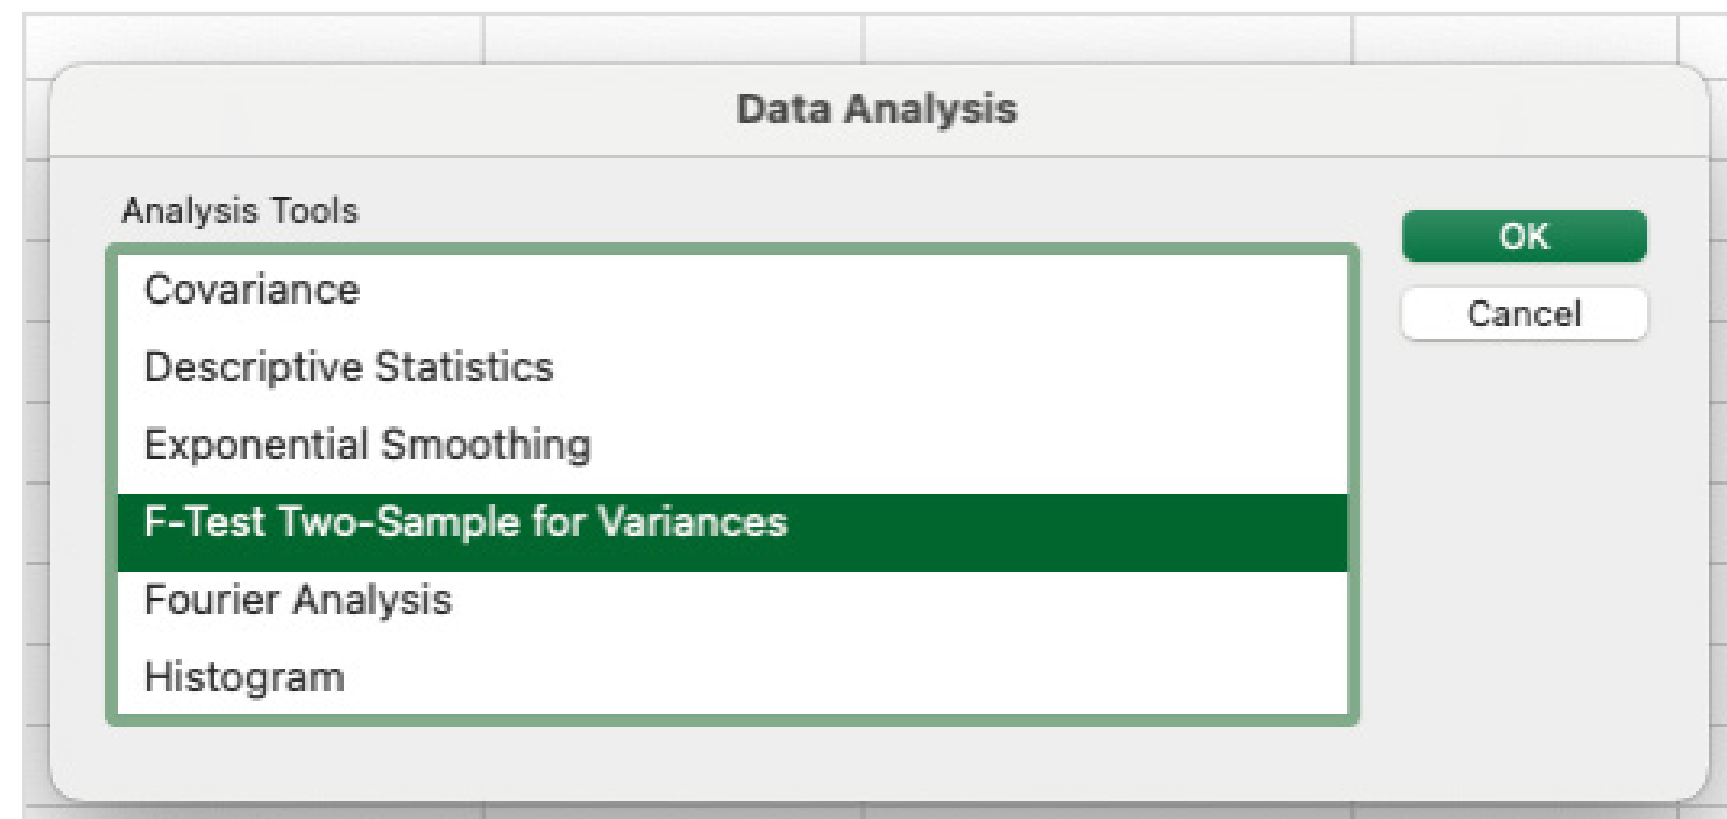 Data Analysis
Analysis Tools
OK
Covariance
Cancel
Descriptive Statistics
Exponential Smoothing
F-Test Two-Sample for Variances
Fourier Analysis
Histogram